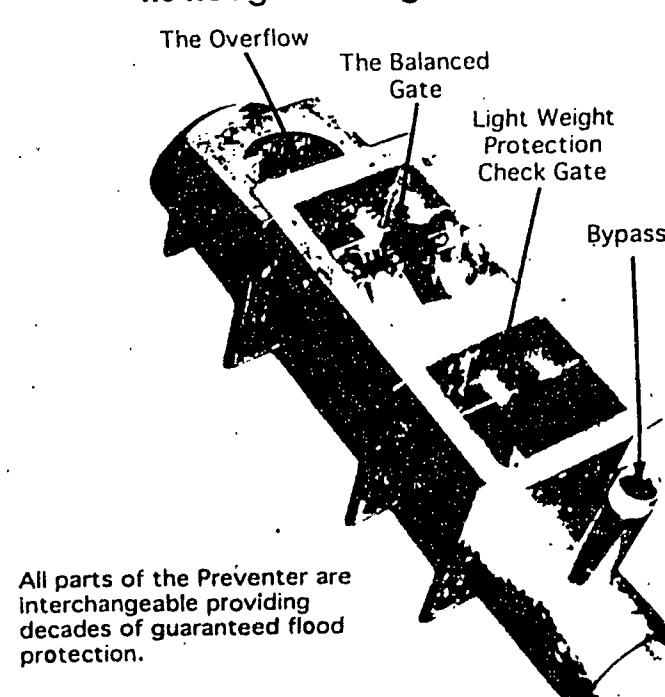 The Overflow
The Balanced
Gate
Light Weight
Protection
Check Gate
Bypass
All parts of the Preventer are
interchangeable providing
decades of guaranteed flood
protection.